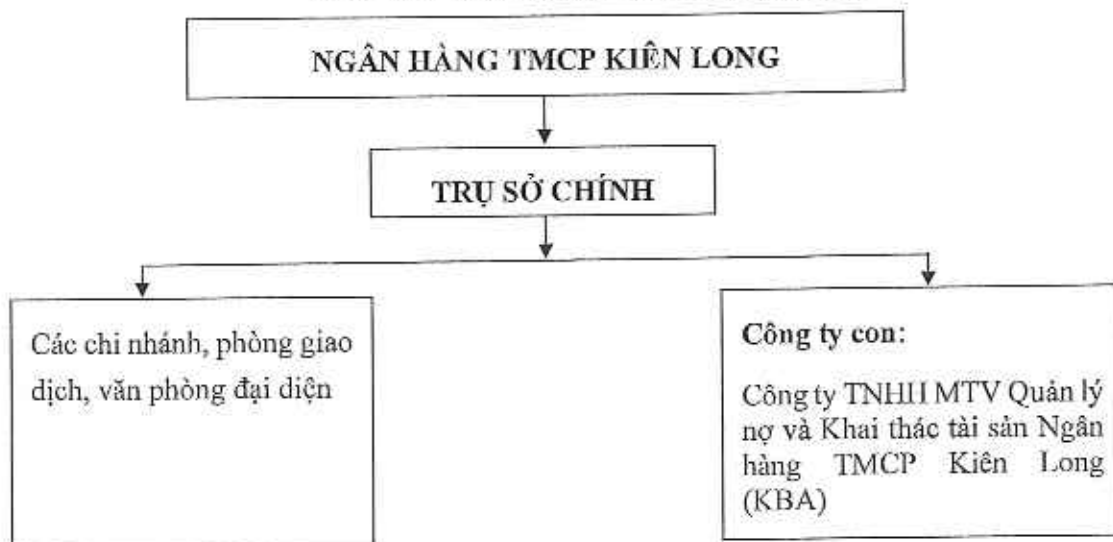 NGÂN HÀNG TMCP KIÊN LONG
TRỤ SỞ CHÍNH
Các chi nhánh, phòng giao
dịch, văn phòng đại diện
Công ty con:
Công ty TNHH MTV Quản lý
nợ và Khai thác tài sản Ngân
hàng TMCP Kiên Long
(KBA)